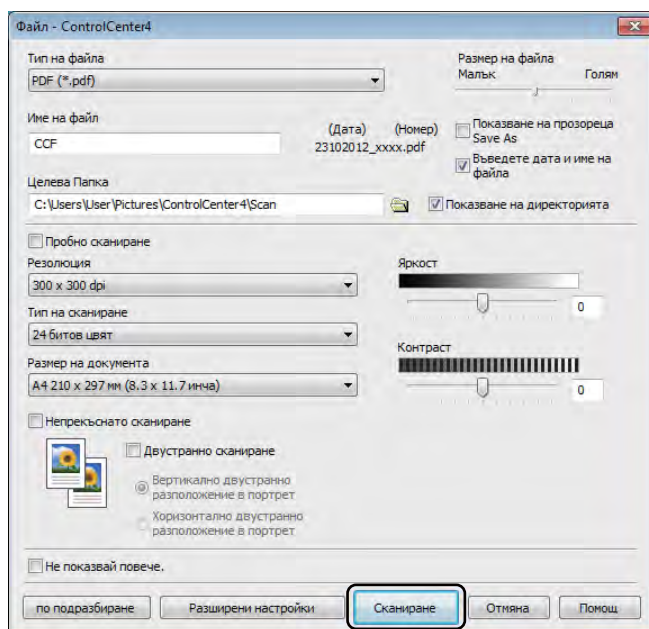 Файл - ControlCenter4
Тип на файла
PDF (*.pdf)
Размер на файла
Малък Голям
Име на файл
CCF
(Дата) (Номер)
23102012_xxxx.pdf
Показване на прозореца
Save As
Въведете дата и име на
файла
Целева Папка
C:\Users\User\Pictures\ControlCenter4\Scan
Показване на директорията
Пробно сканиране
Резолюция
300 x 300 dpi
Тип на сканиране
24 битов цвят
Размер на документа
A4 210 x 297 мм (8.3 x 11.7 инча)
Яркост
0
Контраст
0
Непрекъснато сканиране
Двустранно сканиране
Вертикално двустранно
разположение в портрет
Хоризонтално двустранно
разположение в портрет
Не показвай повече.
по подразбиране Разширени настройки Сканиране Отмяна Помощ